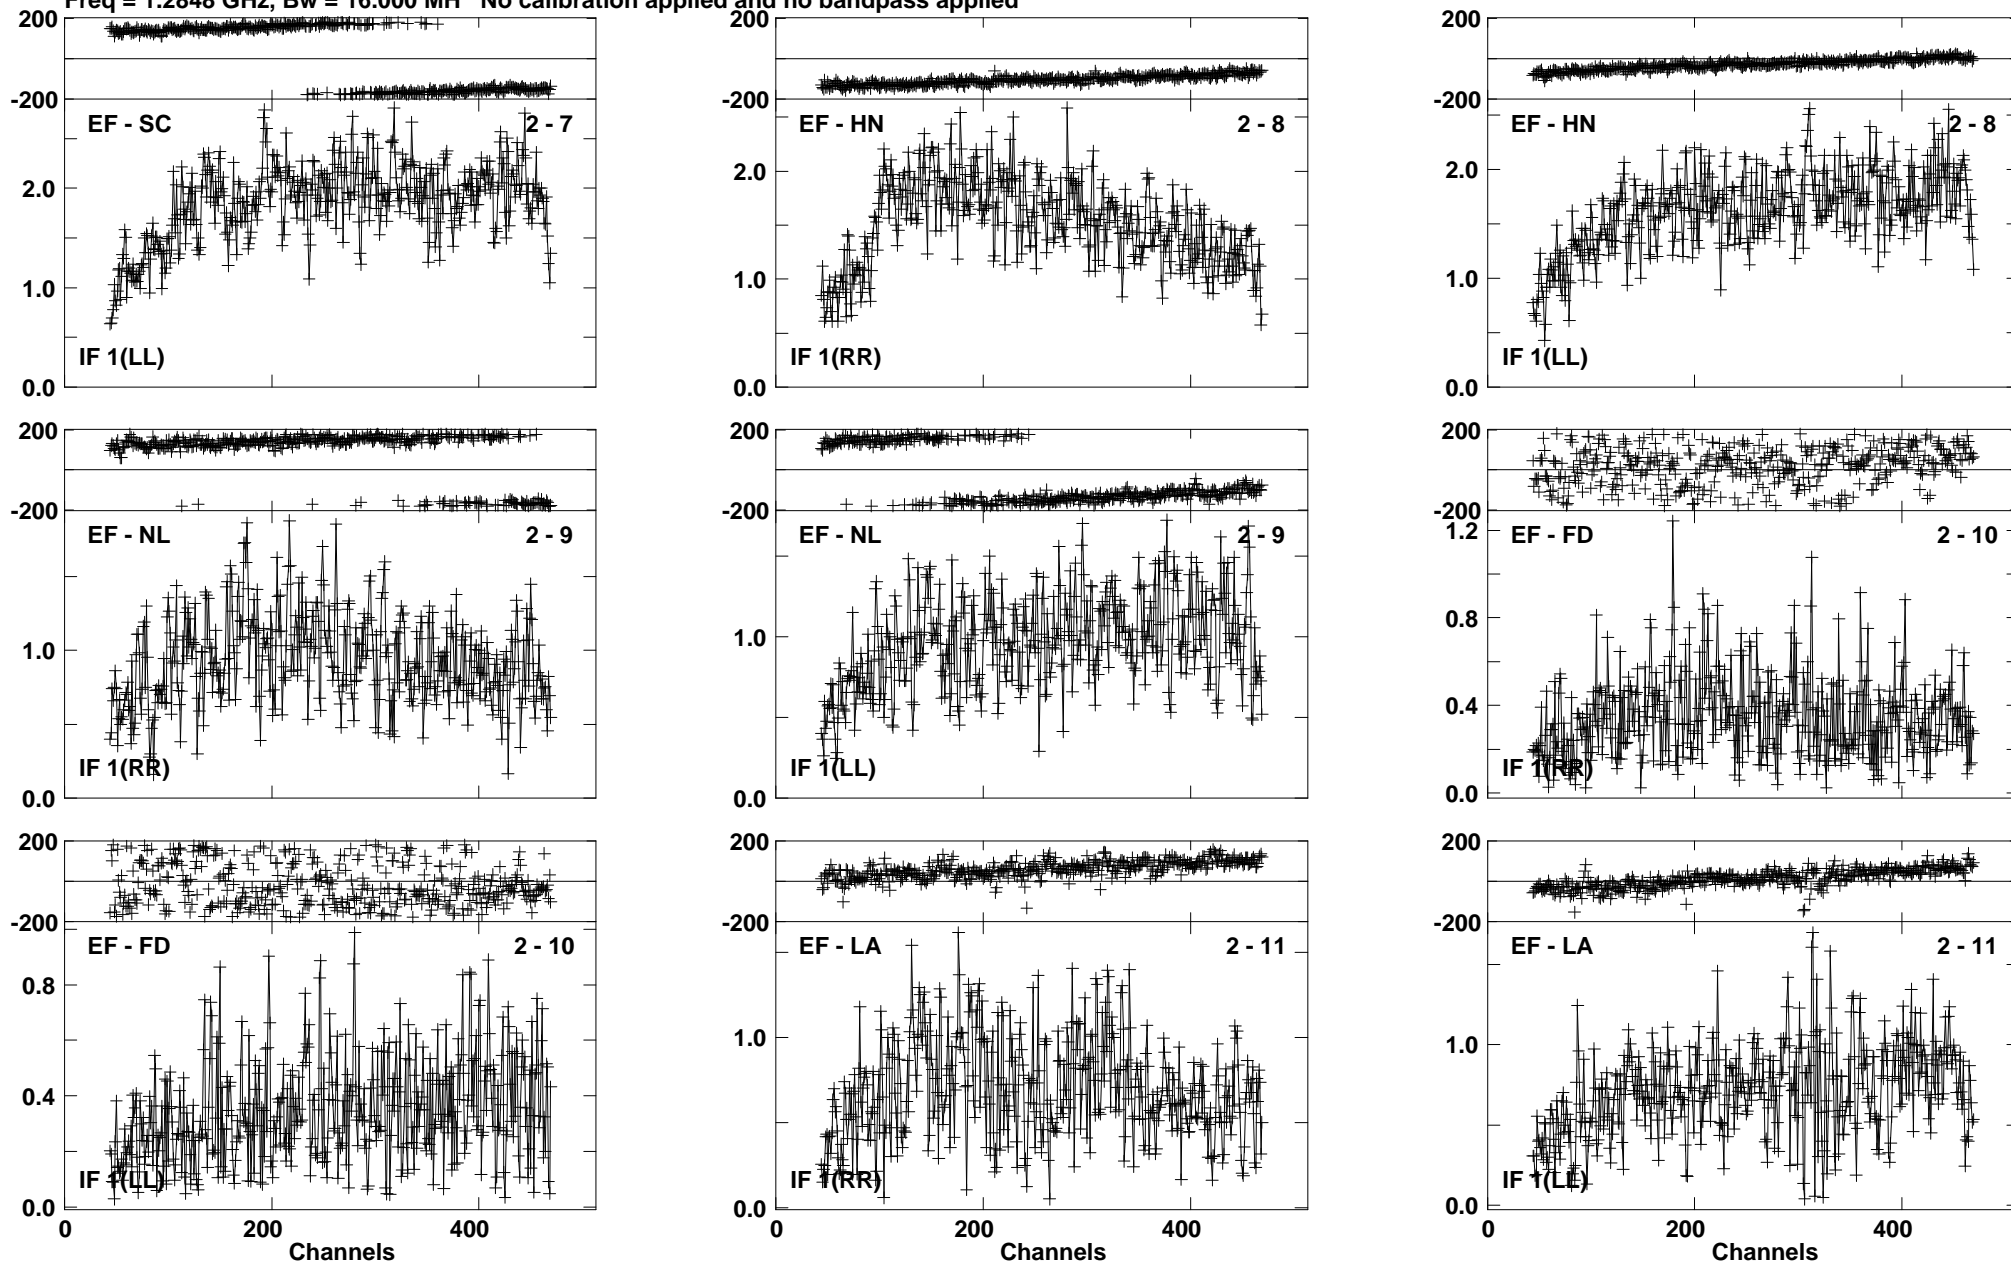 Freq = 1.2848 GHz, Bw = 16.000 MH No calibration applied and no bandpass applied
200 200 200
-200 -200 -200
EF - SC 2 - 7 EF - HN 2 - 8 EF - HN 2 - 8
2.0 2.0 2.0
1.0 1.0 1.0
IF 1(LL) IF 1(RR) IF 1(LL)
0.0 0.0 0.0
200 200 200
-200 -200 -200
EF - NL 2 - 9 EF - NL 2 - 9 EF - FD 2 - 10
1.2
1.0 1.0 0.8
0.4
IF 1(RR) IF 1(LL) IF 1(RR)
0.0 0.0 0.0
200 200 200
-200 -200 -200
EF - FD 2 - 10 EF - LA 2 - 11 EF - LA 2 - 11
0.8 1.0 1.0
0.4
IF 1(LL) IF 1(RR) IF 1(LL)
0.0 0.0 0.0
0 200 400 0 200 400 0 200 400
Channels Channels Channels